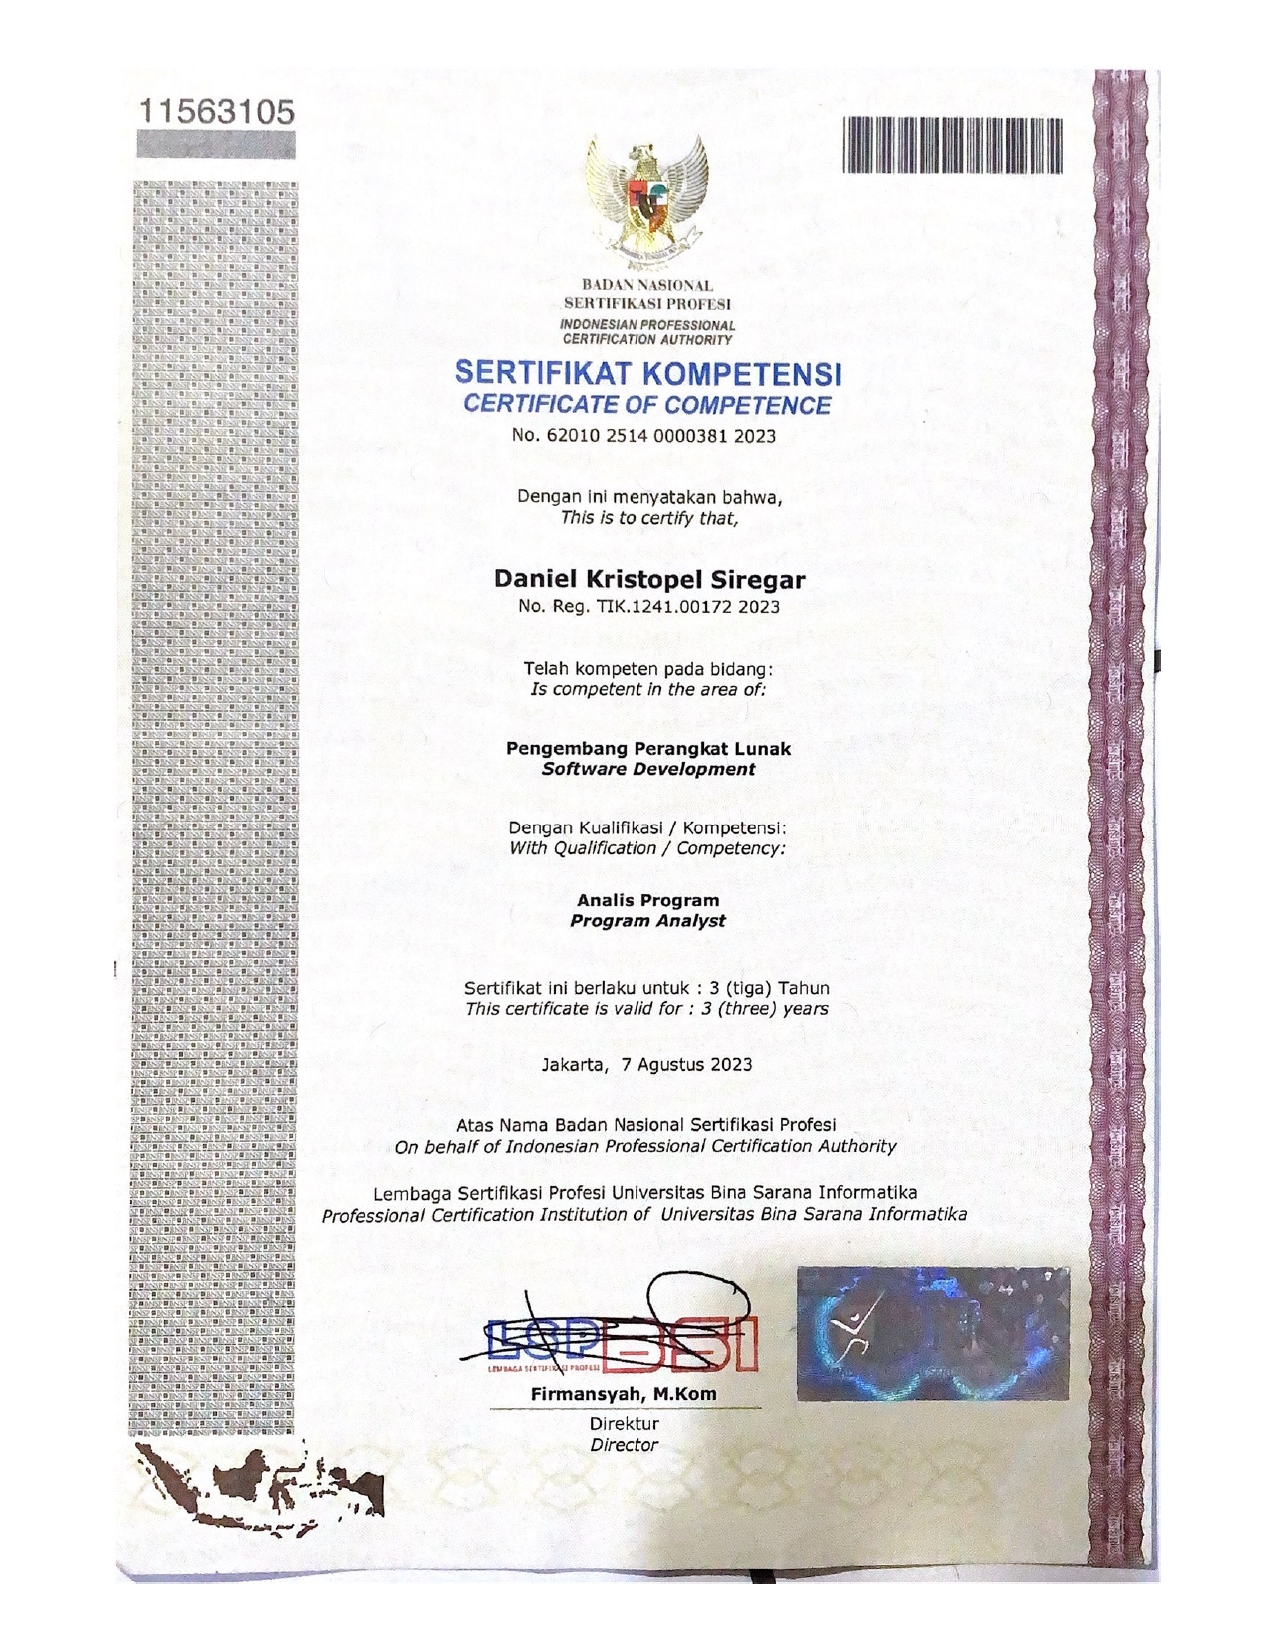 11563105
BADAN NASIONAL
SERTIFIKASI PROFESI
INDONESIAN PROFESSIONAL
CERTIFICATION AUTHORITY
SERTIFIKAT KOMPETENSI
CERTIFICATE OF COMPETENCE
No. 62010 2514 0000381 2023
Dengan ini menyatakan bahwa,
This is to certify that,
Daniel Kristopel Siregar
No. Reg. TIK.1241.00172 2023
Telah kompeten pada bidang:
Is competent in the area of:
Pengembang Perangkat Lunak
Software Development
Dengan Kualifikasi / Kompetensi:
With Qualification / Competency:
Analis Program
Program Analyst
Sertifikat ini berlaku untuk : 3 (tiga) Tahun
This certificate is valid for : 3 (three) years
Jakarta, 7 Agustus 2023
Atas Nama Badan Nasional Sertifikasi Profesi
On behalf of Indonesian Professional Certification Authority
Lembaga Sertifikasi Profesi Universitas Bina Sarana Informatika
Professional Certification Institution of Universitas Bina Sarana Informatika
LSP BSI
LEMBAGA SERTIFIKASI PROFESI
Firmansyah, M.Kom
Direktur
Director